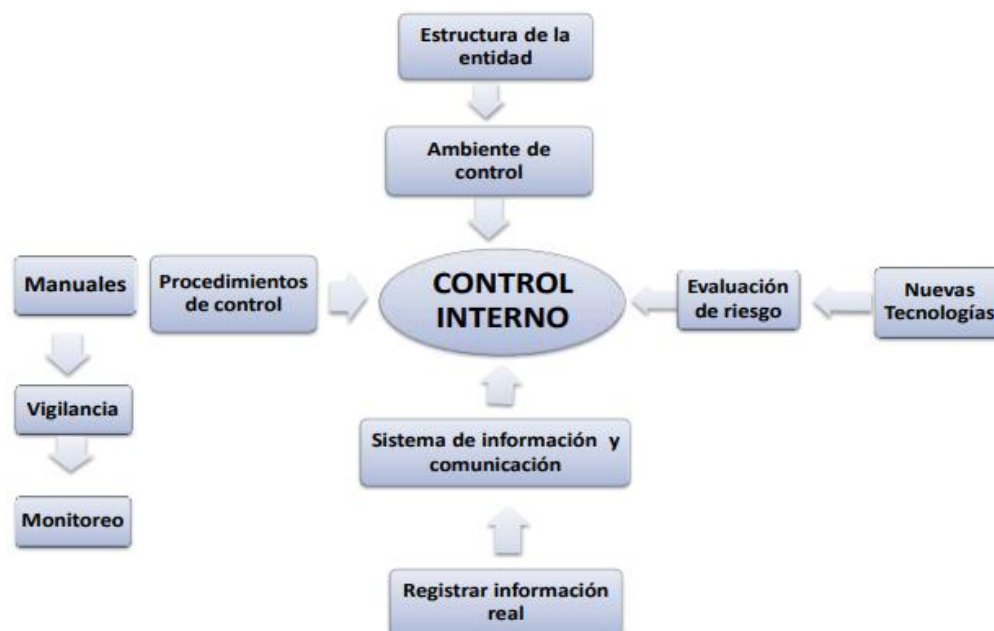 Estructura de la
entidad
Ambiente de
control
Manuales
Procedimientos
de control
CONTROL
INTERNO
Evaluación
de riesgo
Nuevas
Tecnologías
Vigilancia
Sistema de información y
comunicación
Monitoreo
Registrar información
real